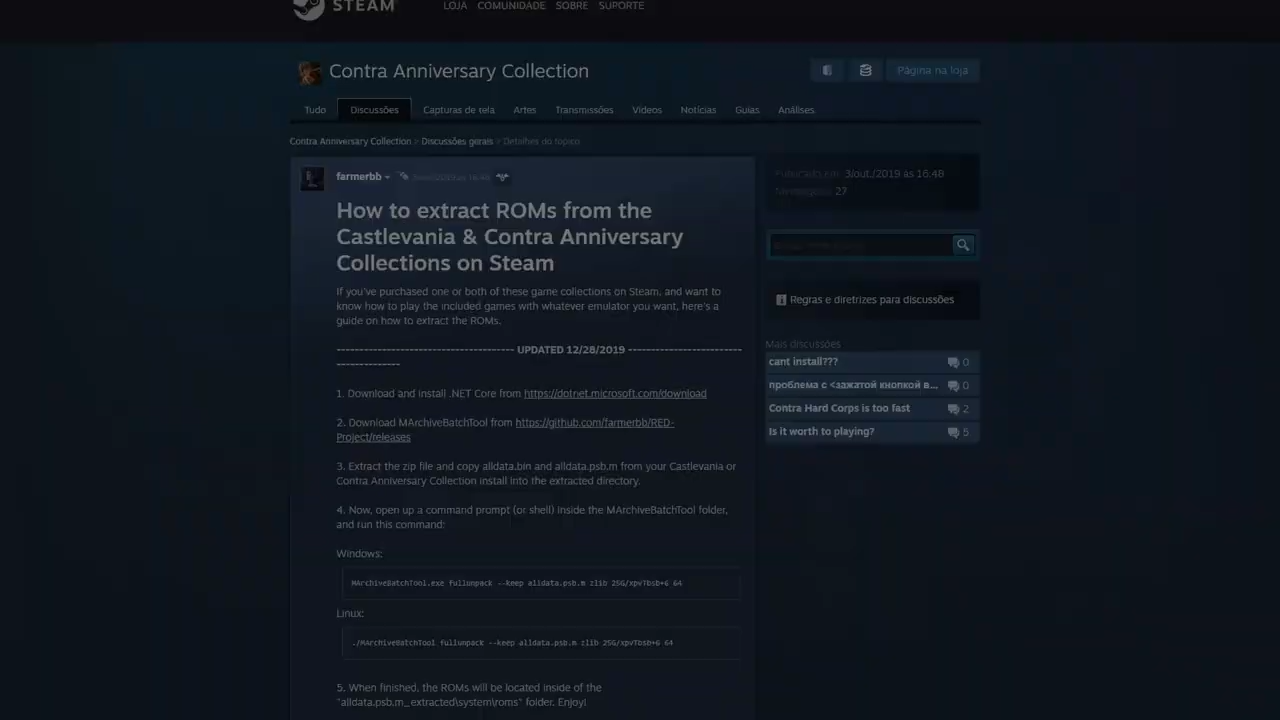 STEAM
LOJA COMUNIDADE SOBRE SUPORTE
Contra Anniversary Collection
Página na loja
Tudo Discussões Capturas de tela Artes Transmissões Vídeos Notícias Guias Análises
Contra Anniversary Collection > Discussões gerais > Detalhes do tópico
farmerbb
How to extract ROMs from the
Castlevania & Contra Anniversary
Collections on Steam
If you've purchased one or both of these game collections on Steam, and want to
know how to play the included games with whatever emulator you want, here's a
guide on how to extract the ROMs.
--------------------------------------- UPDATED 12/28/2019 -------------------------
--------------
1. Download and install .NET Core from https://dotnet.microsoft.com/download
2. Download MArchiveBatchTool from https://github.com/farmerbb/RED-
Project/releases
3. Extract the zip file and copy alldata.bin and alldata.psb.m from your Castlevania or
Contra Anniversary Collection install into the extracted directory.
4. Now, open up a command prompt (or shell) inside the MArchiveBatchTool folder,
and run this command:
Windows:
MArchiveBatchTool.exe fullunpack --keep alldata.psb.m zlib 25G/xpvTbsb+6 64
Linux:
./MArchiveBatchTool fullunpack --keep alldata.psb.m zlib 25G/xpvTbsb+6 64
5. When finished, the ROMs will be located inside of the
"alldata.psb.m_extracted\system\roms" folder. Enjoy!
Publicado em: 3/out./2019 às 16:48
Mensagens: 27
Regras e diretrizes para discussões
Mais discussões
cant install??? 0
проблема с <зажатой кнопкой в... 0
Contra Hard Corps is too fast 2
Is it worth to playing? 5